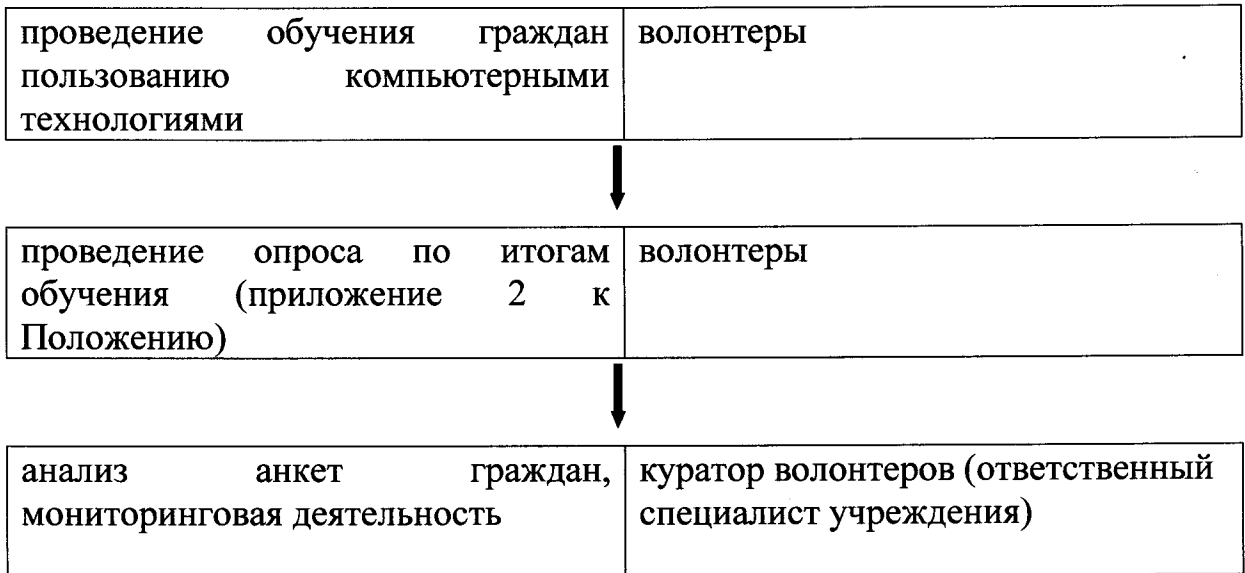 проведение обучения граждан
пользованию компьютерными
технологиями
волонтеры
проведение опроса по итогам
обучения (приложение 2 к
Положению)
волонтеры
анализ анкет граждан,
мониторинговая деятельность
куратор волонтеров (ответственный
специалист учреждения)